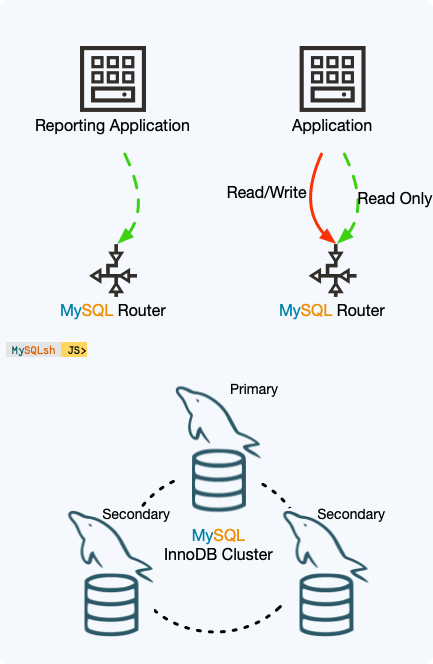 Reporting Application
Application
Read/Write
Read Only
MySQL Router
MySQL Router
MySQLsh JS>
Primary
Secondary
Secondary
MySQL
InnoDB Cluster